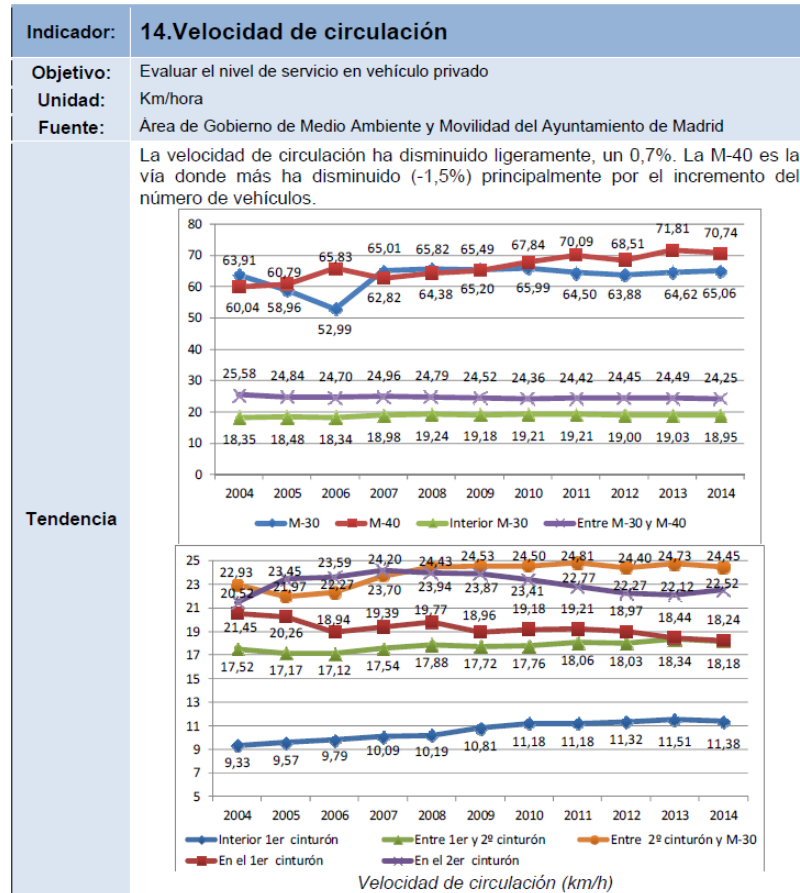 Indicador: 14.Velocidad de circulación
Objetivo: Evaluar el nivel de servicio en vehículo privado
Unidad: Km/hora
Fuente: Área de Gobierno de Medio Ambiente y Movilidad del Ayuntamiento de Madrid
La velocidad de circulación ha disminuido ligeramente, un 0,7%. La M-40 es la
vía donde más ha disminuido (-1,5%) principalmente por el incremento del
número de vehículos.
Tendencia
80
70
60
50
40
30
20
10
0
63,91 60,79 65,83 65,01 65,82 65,49 67,84 70,09 68,51 71,81 70,74
60,04 58,96 52,99 62,82 64,38 65,20 65,99 64,50 63,88 64,62 65,06
25,58 24,84 24,70 24,96 24,79 24,52 24,36 24,42 24,45 24,49 24,25
18,35 18,48 18,34 18,98 19,24 19,18 19,21 19,21 19,00 19,03 18,95
2004 2005 2006 2007 2008 2009 2010 2011 2012 2013 2014
M-30 M-40 Interior M-30 Entre M-30 y M-40
25
23
21
19
17
15
13
11
9
7
5
22,93 23,45 23,59 24,20 24,43 24,53 24,50 24,81 24,40 24,73 24,45
20,52 21,97 22,27 23,70 23,94 23,87 23,41 22,77 22,27 22,12 22,52
21,45 20,26 18,94 19,39 19,77 18,96 19,18 19,21 18,97 18,44 18,24
17,52 17,17 17,12 17,54 17,88 17,72 17,76 18,06 18,03 18,34 18,18
9,33 9,57 9,79 10,09 10,19 10,81 11,18 11,18 11,32 11,51 11,38
2004 2005 2006 2007 2008 2009 2010 2011 2012 2013 2014
Interior 1er cinturón Entre 1er y 2º cinturón Entre 2º cinturón y M-30
En el 1er cinturón En el 2er cinturón
Velocidad de circulación (km/h)